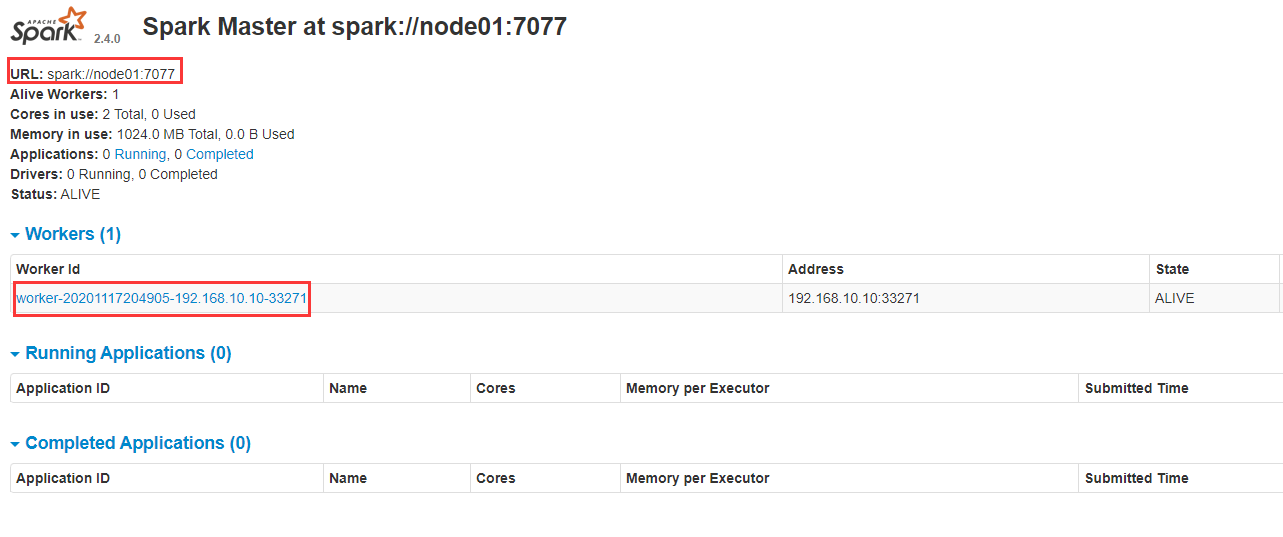 APACHE
Spark 2.4.0 Spark Master at spark://node01:7077
URL: spark://node01:7077
Alive Workers: 1
Cores in use: 2 Total, 0 Used
Memory in use: 1024.0 MB Total, 0.0 B Used
Applications: 0 Running, 0 Completed
Drivers: 0 Running, 0 Completed
Status: ALIVE
Workers (1)
Worker Id Address State
worker-20201117204905-192.168.10.10-33271 192.168.10.10:33271 ALIVE
Running Applications (0)
Application ID Name Cores Memory per Executor Submitted Time
Completed Applications (0)
Application ID Name Cores Memory per Executor Submitted Time